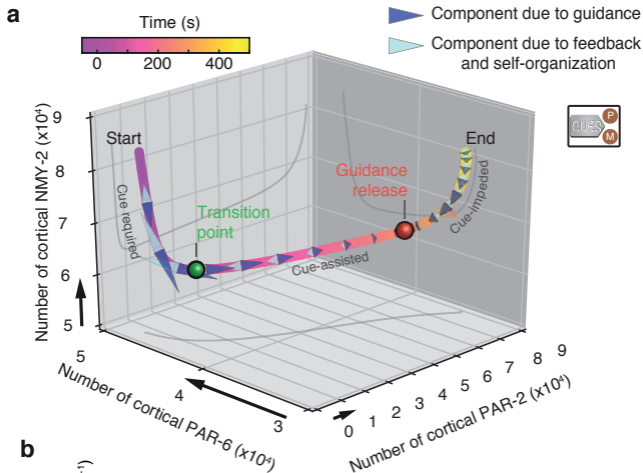 a
Time (s)
0 200 400
Component due to guidance
Component due to feedback
and self-organization
CUES
P
M
Start
End
Guidance
release
Transition
point
Cue required
Cue-assisted
Cue-impeded
Number of cortical NMY-2 (x10⁴)
9
8
7
6
5
Number of cortical PAR-6 (x10⁴)
5
4
3
Number of cortical PAR-2 (x10⁴)
0 1 2 3 4 5 6 7 8 9
b